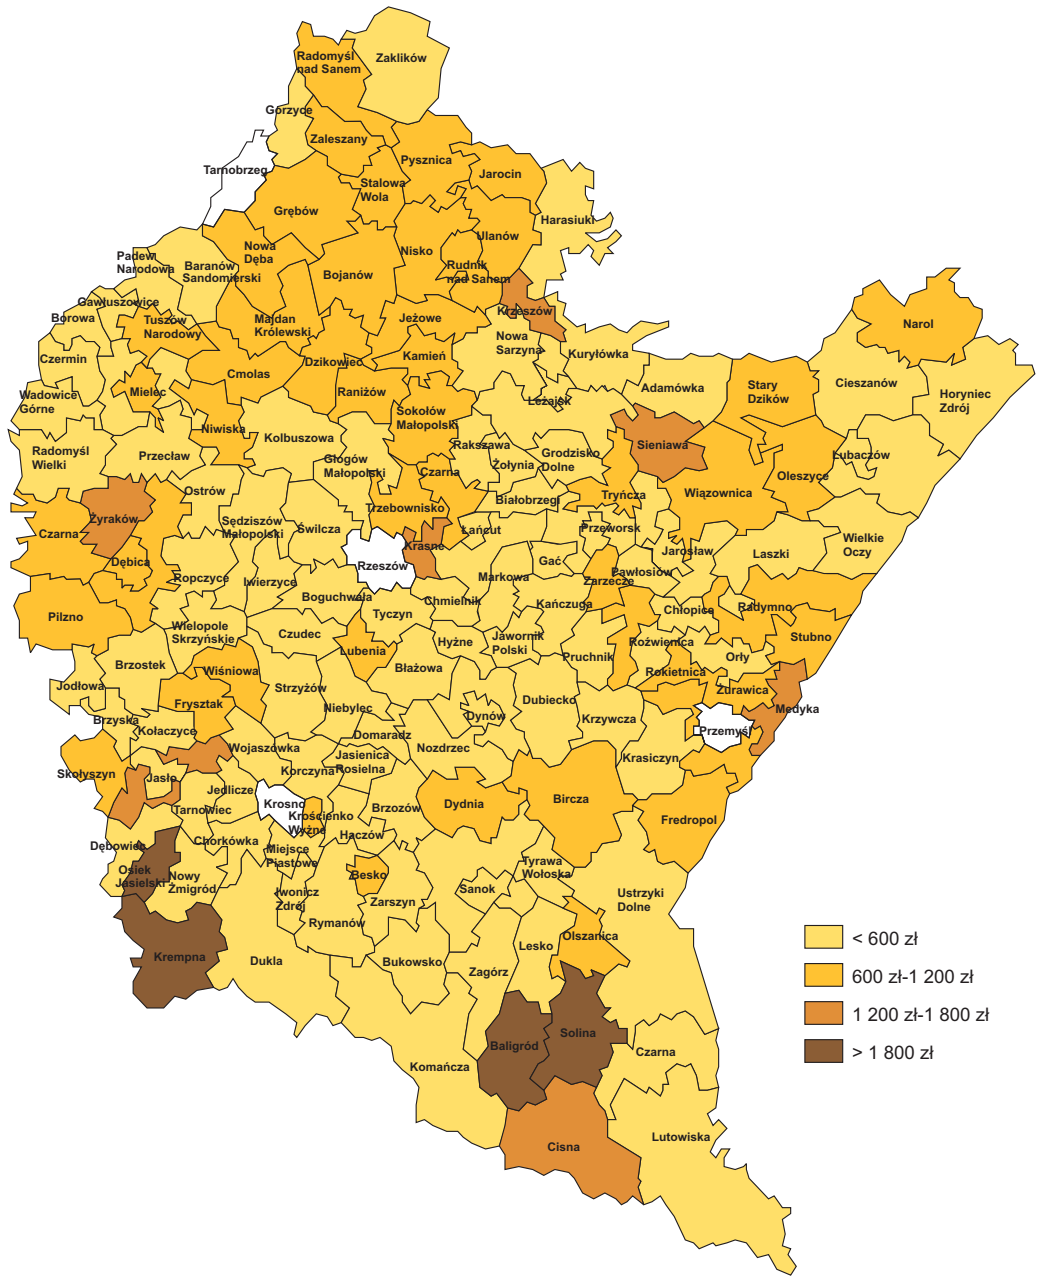 Radomyśl
nad Sanem
Zaklików
Gorzyce
Zaleszany
Pysznica
Tarnobrzeg
Jarocin
Stalowa
Wola
Grębów
Harasiuki
Ulanów
Nisko
Nowa
Dęba
Padew
Narodowa
Baranów
Sandomierski
Bojanów
Rudnik
nad Sanem
Gawłuszowice
Borowa
Krzeszów
Tuszów
Narodowy
Majdan
Królewski
Jeżowe
Narol
Nowa
Sarzyna
Kuryłówka
Czermin
Dzikowiec
Kamień
Cmolas
Mielec
Raniżów
Wadowice
Górne
Leżajsk
Adamówka
Stary
Dzików
Cieszanów
Horyniec
Zdrój
Sokołów
Małopolski
Niwiska
Kolbuszowa
Rakszawa
Sieniawa
Radomyśl
Wielki
Przecław
Głogów
Małopolski
Żołynia
Grodzisko
Dolne
Lubaczów
Czarna
Oleszyce
Ostrów
Białobrzegi
Tryńcza
Wiązownica
Trzebownisko
Żyraków
Sędziszów
Małopolski
Świlcza
Łańcut
Przeworsk
Czarna
Krasne
Wielkie
Oczy
Jarosław
Laszki
Dębica
Rzeszów
Gać
Pawłosiów
Ropczyce
Iwierzyce
Markowa
Zarzecze
Boguchwała
Chmielnik
Kańczuga
Chłopice
Radymno
Pilzno
Tyczyn
Wielopole
Skrzyńskie
Czudec
Hyżne
Jawornik
Polski
Roźwienica
Stubno
Lubenia
Pruchnik
Orły
Brzostek
Błażowa
Rokietnica
Wiśniowa
Jodłowa
Strzyżów
Żurawica
Frysztak
Niebylec
Dubiecko
Medyka
Brzyska
Dynów
Krzywcza
Kołaczyce
Domaradz
Przemyśl
Wojaszówka
Nozdrzec
Jasienica
Rosielna
Krasiczyn
Skołyszyn
Jasło
Korczyna
Jedlicze
Krosno
Dydnia
Bircza
Tarnowiec
Krościenko
Wyżne
Brzozów
Fredropol
Haczów
Dębowiec
Chorkówka
Miejsce
Piastowe
Tyrawa
Wołoska
Osiek
Jasielski
Nowy
Żmigród
Besko
Iwonicz
Zdrój
Zarszyn
Sanok
Ustrzyki
Dolne
Rymanów
Olszanica
Lesko
< 600 zł
Krempna
Dukla
Bukowsko
Zagórz
600 zł-1 200 zł
1 200 zł-1 800 zł
Solina
Baligród
Czarna
> 1 800 zł
Komańcza
Lutowiska
Cisna